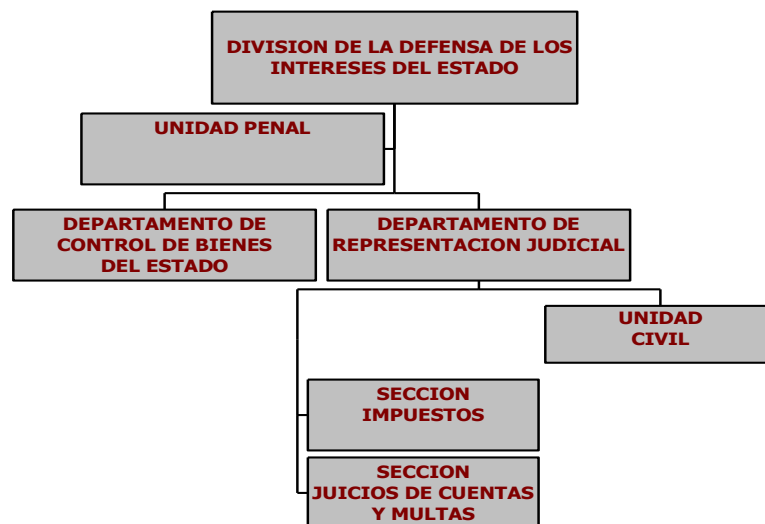 DIVISION DE LA DEFENSA DE LOS
INTERESES DEL ESTADO
UNIDAD PENAL
DEPARTAMENTO DE
CONTROL DE BIENES
DEL ESTADO
DEPARTAMENTO DE
REPRESENTACION JUDICIAL
UNIDAD
CIVIL
SECCION
IMPUESTOS
SECCION
JUICIOS DE CUENTAS
Y MULTAS